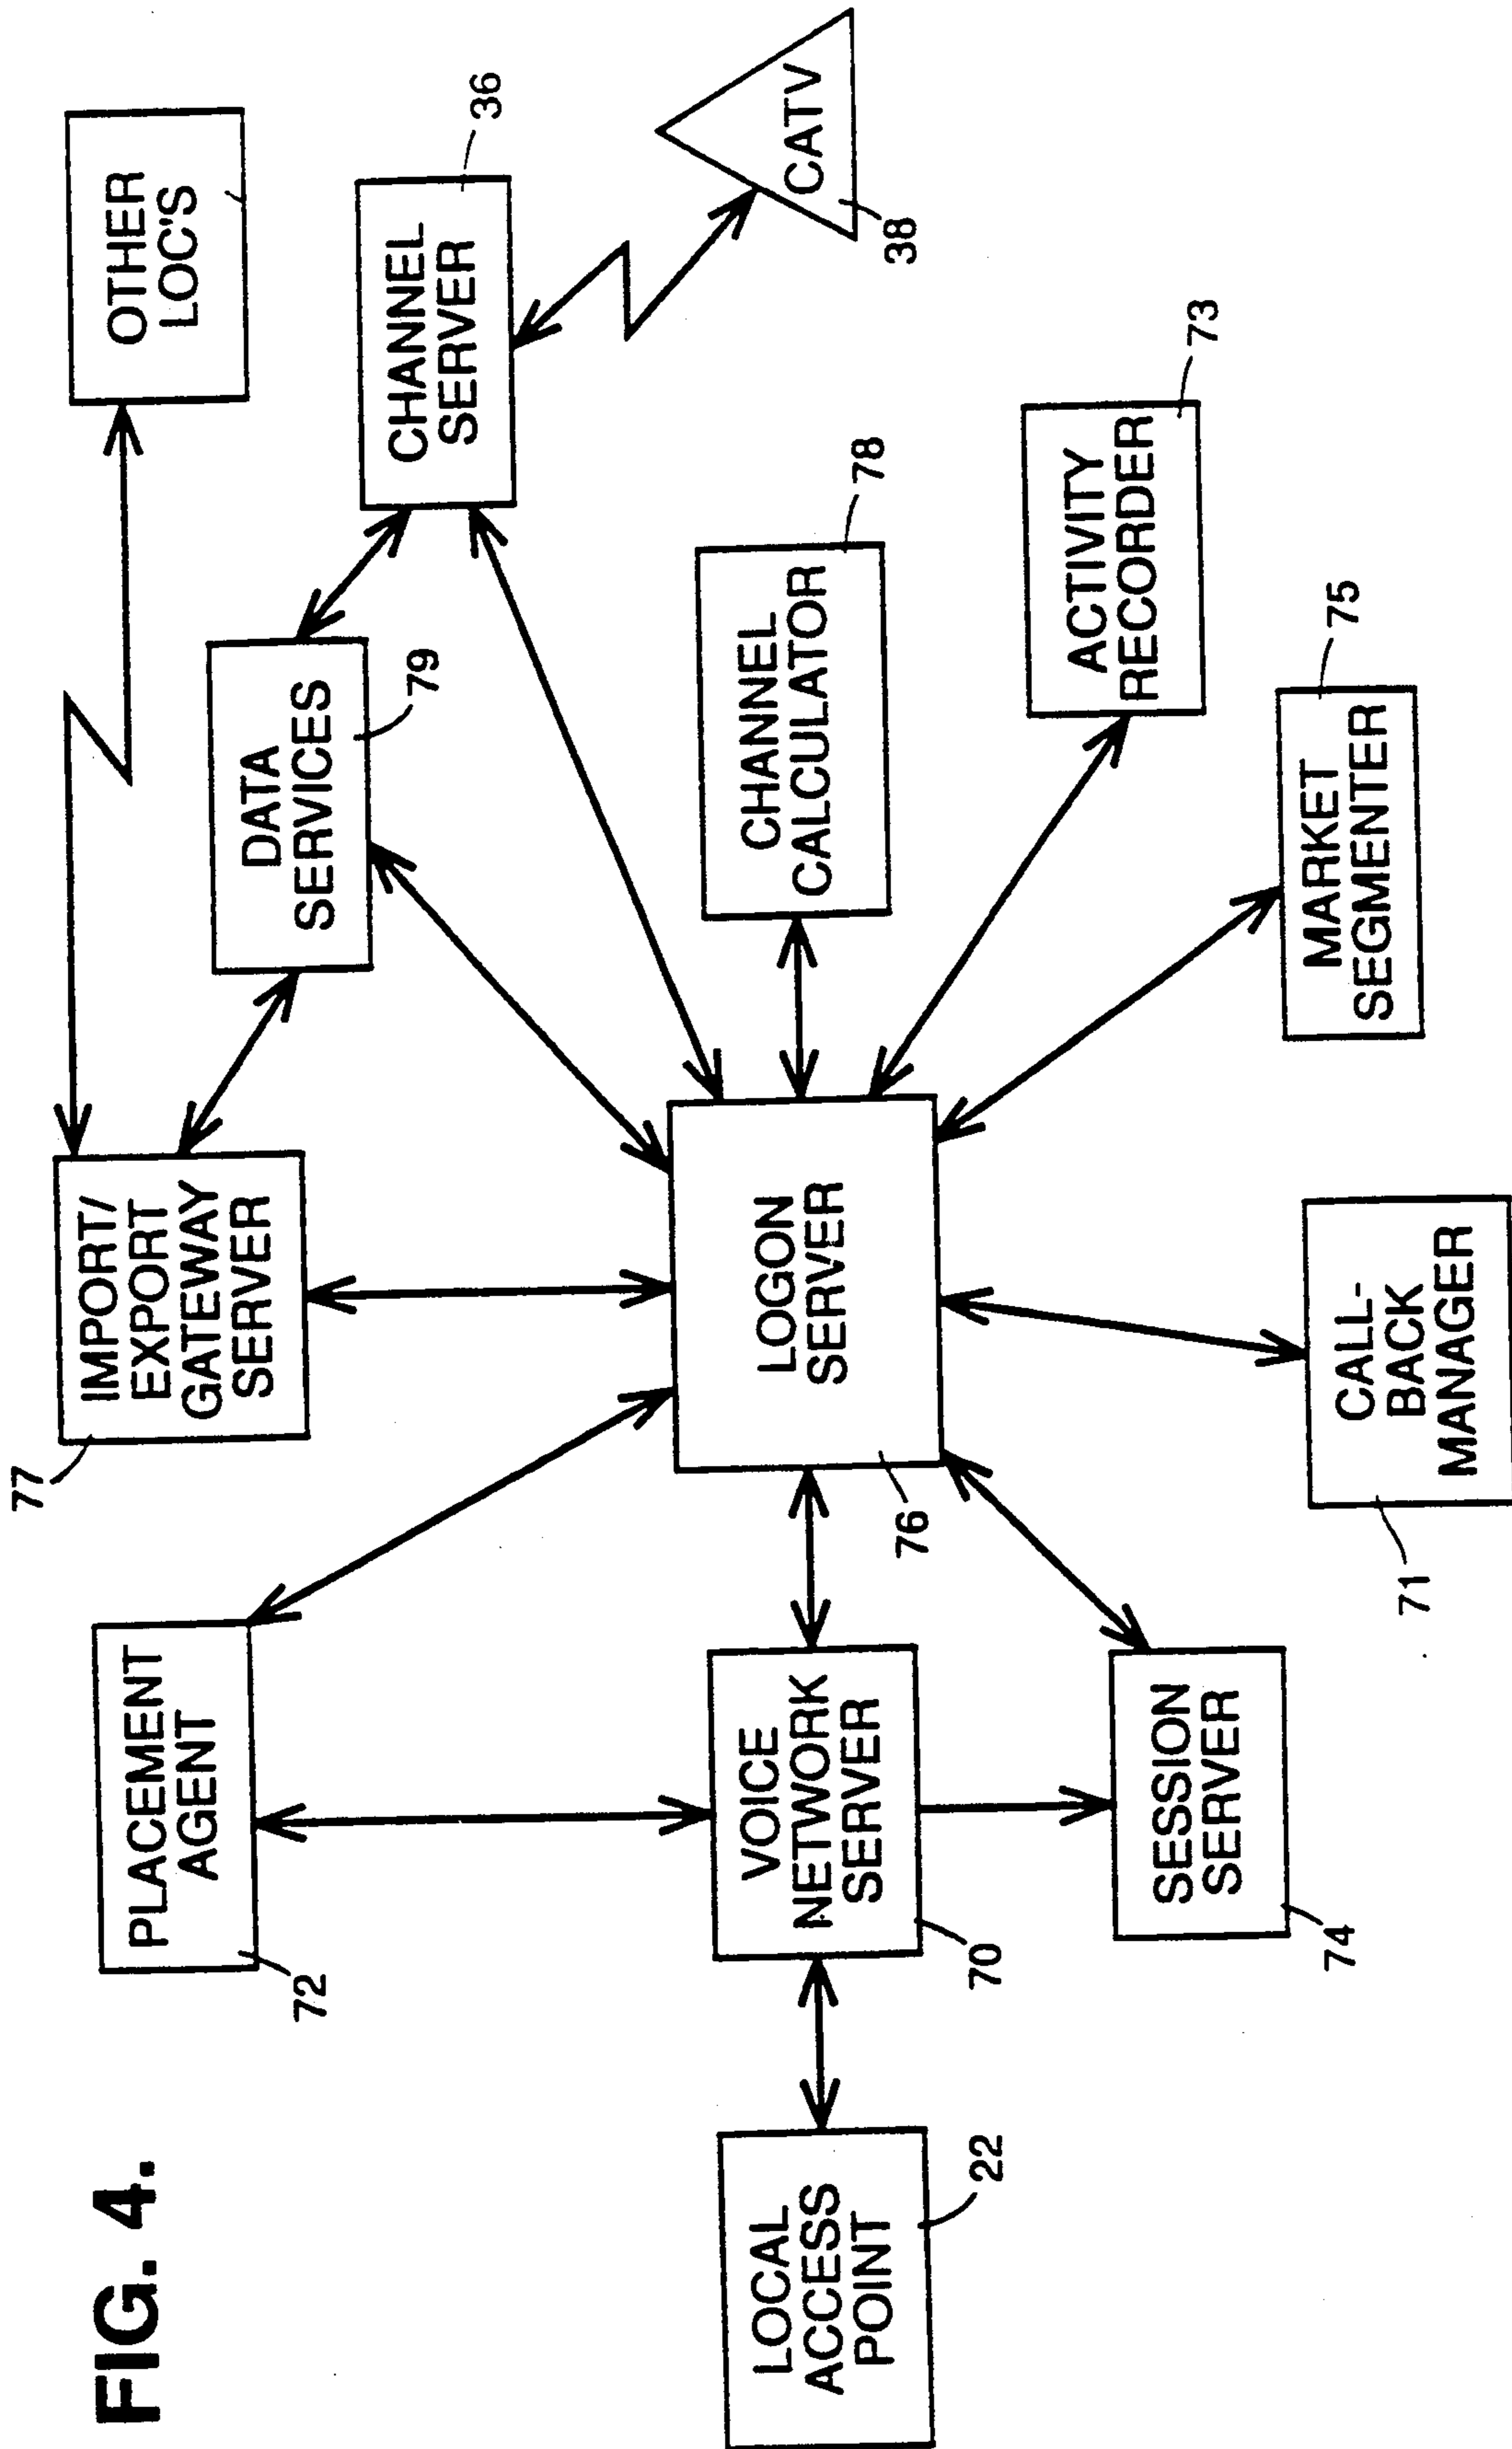 FIG. 4.
LOCAL
ACCESS
POINT
22
PLACEMENT
AGENT
72
VOICE
NETWORK
SERVER
70
SESSION
SERVER
74
77
IMPORT/
EXPORT
GATEWAY
SERVER
LOGON
SERVER
76
CALL-
BACK
MANAGER
71
DATA
SERVICES
79
CHANNEL
CALCULATOR
78
MARKET
SEGMENTER
75
ACTIVITY
RECORDER
73
OTHER
LOC'S
CHANNEL
SERVER
36
CATV
38